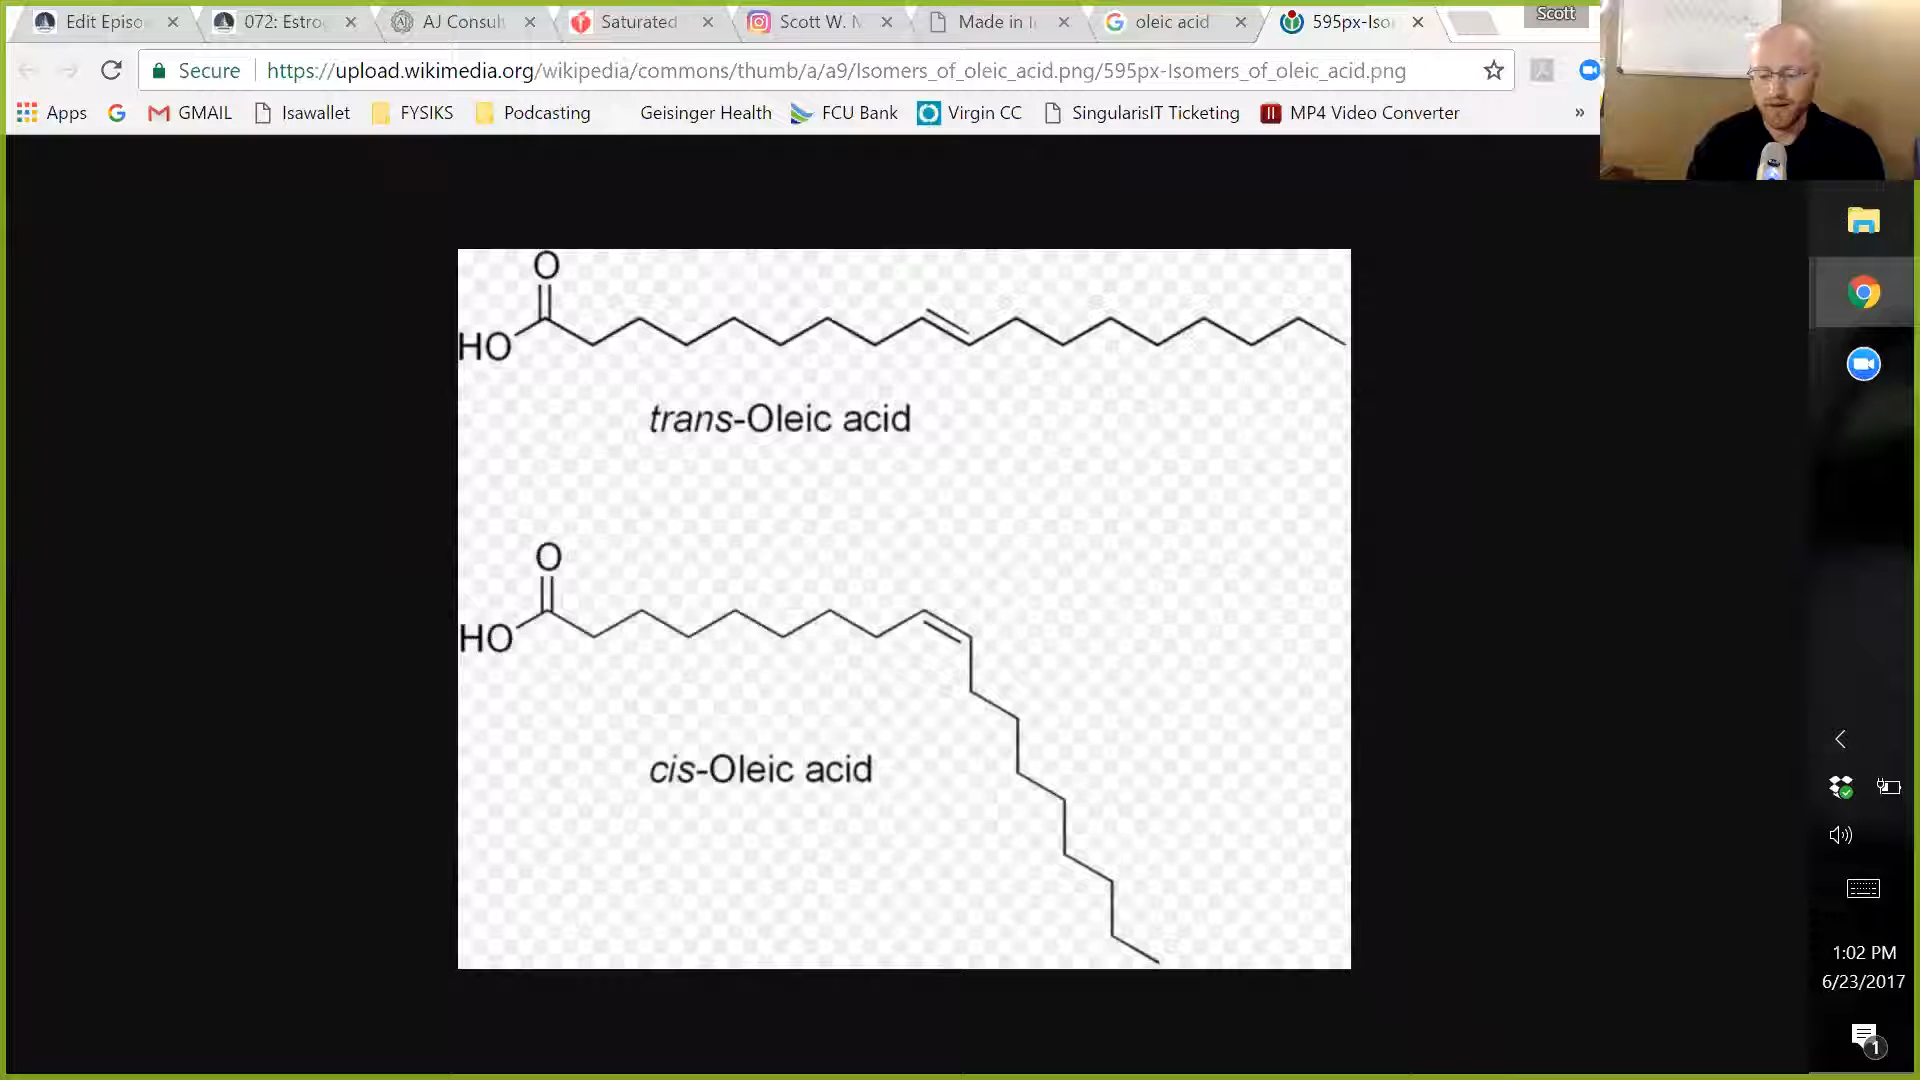 Edit Episo
072: Estro
AJ Consul
Saturated
Scott W. M
Made in I
oleic acid
595px-Iso
Scott
Secure
https://upload.wikimedia.org/wikipedia/commons/thumb/a/a9/Isomers_of_oleic_acid.png/595px-Isomers_of_oleic_acid.png
Apps
GMAIL
Isawallet
FYSIKS
Podcasting
Geisinger Health
FCU Bank
Virgin CC
SingularisIT Ticketing
MP4 Video Converter
»
O
HO
trans-Oleic acid
O
HO
cis-Oleic acid
1:02 PM
6/23/2017
1